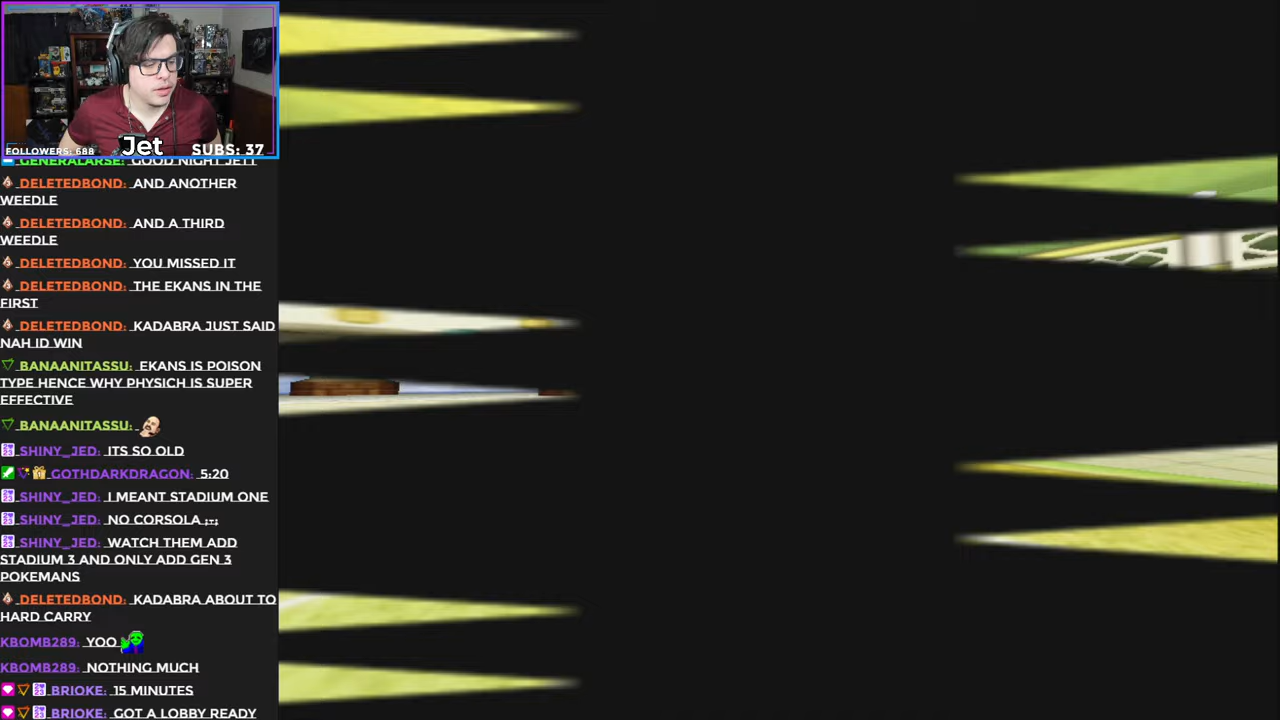 FOLLOWERS: 688 Jet SUBS: 37
GENERALARSE: GOOD NIGHT JETT
DELETEDBOND: AND ANOTHER
WEEDLE
DELETEDBOND: AND A THIRD
WEEDLE
DELETEDBOND: YOU MISSED IT
DELETEDBOND: THE EKANS IN THE
FIRST
DELETEDBOND: KADABRA JUST SAID
NAH ID WIN
BANAANITASSU: EKANS IS POISON
TYPE HENCE WHY PHYSICH IS SUPER
EFFECTIVE
BANAANITASSU:
SHINY_JED: ITS SO OLD
GOTHDARKDRAGON: 5:20
SHINY_JED: I MEANT STADIUM ONE
SHINY_JED: NO CORSOLA ;-;
SHINY_JED: WATCH THEM ADD
STADIUM 3 AND ONLY ADD GEN 3
POKEMANS
DELETEDBOND: KADABRA ABOUT TO
HARD CARRY
KBOMB289: YOO
KBOMB289: NOTHING MUCH
BRIOKE: 15 MINUTES
BRIOKE: GOT A LOBBY READY